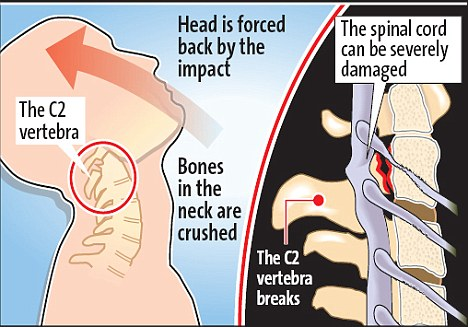 Head is forced
back by the
impact
The C2
vertebra
Bones
in the
neck are
crushed
The spinal cord
can be severely
damaged
The C2
vertebra
breaks